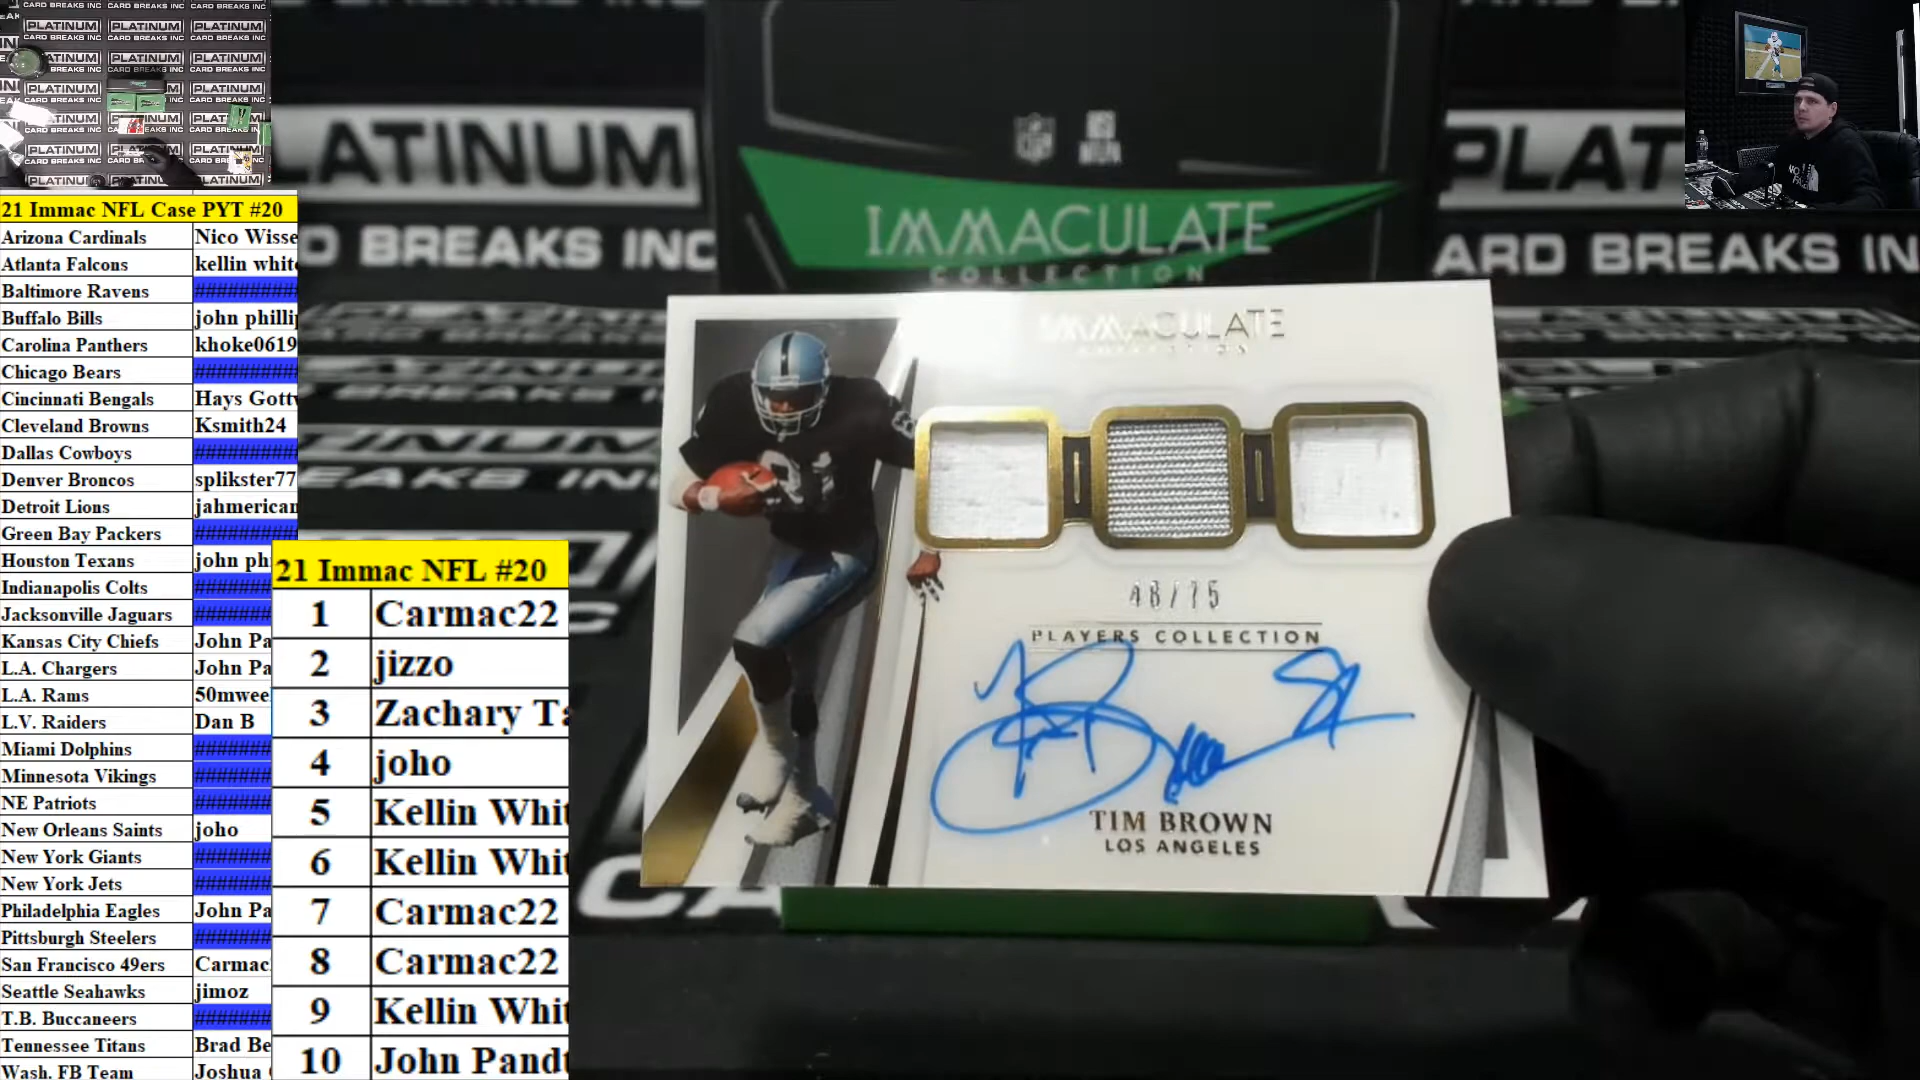 PLATINUM
CARD BREAKS INC
21 Immac NFL Case PYT #20
Arizona Cardinals Nico Wisse
Atlanta Falcons kellin white
Baltimore Ravens ##########
Buffalo Bills john phillip
Carolina Panthers khoke0619
Chicago Bears ##########
Cincinnati Bengals Hays Gottw
Cleveland Browns Ksmith24
Dallas Cowboys ##########
Denver Broncos splikster77
Detroit Lions jahmerican
Green Bay Packers
Houston Texans john ph
Indianapolis Colts
Jacksonville Jaguars
Kansas City Chiefs John Pa
L.A. Chargers John Pa
L.A. Rams 50mwee
L.V. Raiders Dan B
Miami Dolphins
Minnesota Vikings
NE Patriots
New Orleans Saints joho
New York Giants
New York Jets
Philadelphia Eagles John Pa
Pittsburgh Steelers
San Francisco 49ers Carmac
Seattle Seahawks jimoz
T.B. Buccaneers
Tennessee Titans Brad Be
Wash. FB Team Joshua
21 Immac NFL #20
1 Carmac22
2 jizzo
3 Zachary Ta
4 joho
5 Kellin Whit
6 Kellin Whit
7 Carmac22
8 Carmac22
9 Kellin Whit
10 John Pandt
IMMACULATE
COLLECTION
IMMACULATE
COLLECTION
81
48/75
PLAYERS COLLECTION
TIM BROWN
LOS ANGELES